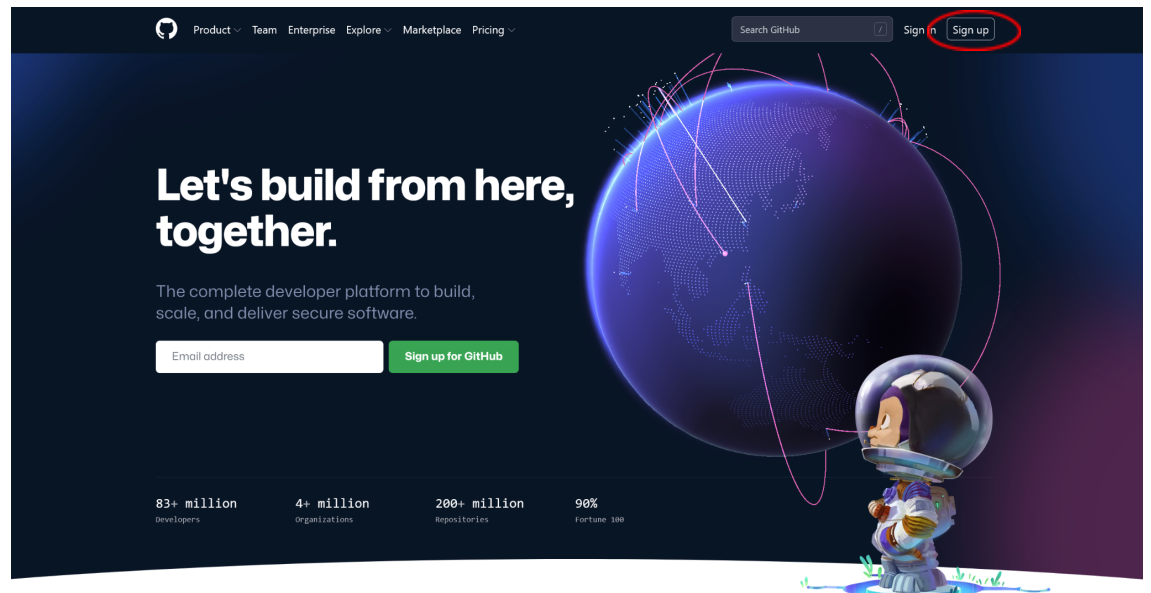 Product Team Enterprise Explore Marketplace Pricing Search GitHub / Sign in Sign up
Let's build from here,
together.
The complete developer platform to build,
scale, and deliver secure software.
Email address Sign up for GitHub
83+ million 4+ million 200+ million 90%
Developers Organizations Repositories Fortune 100